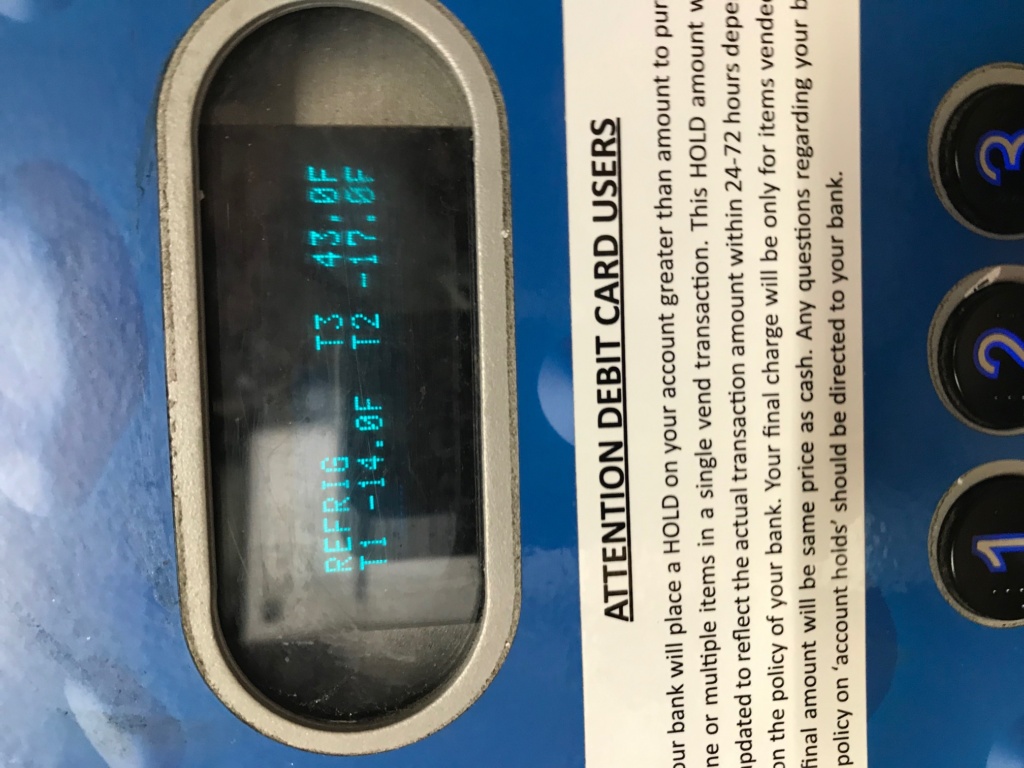 REFRIG T3 43.0F
T1 -14.0F T2 -17.0F
ATTENTION DEBIT CARD USERS
our bank will place a HOLD on your account greater than amount to pur
ne or multiple items in a single vend transaction. This HOLD amount w
updated to reflect the actual transaction amount within 24-72 hours depe
on the policy of your bank. Your final charge will be only for items vende
final amount will be same price as cash. Any questions regarding your b
policy on ‘account holds’ should be directed to your bank.
1 2 3